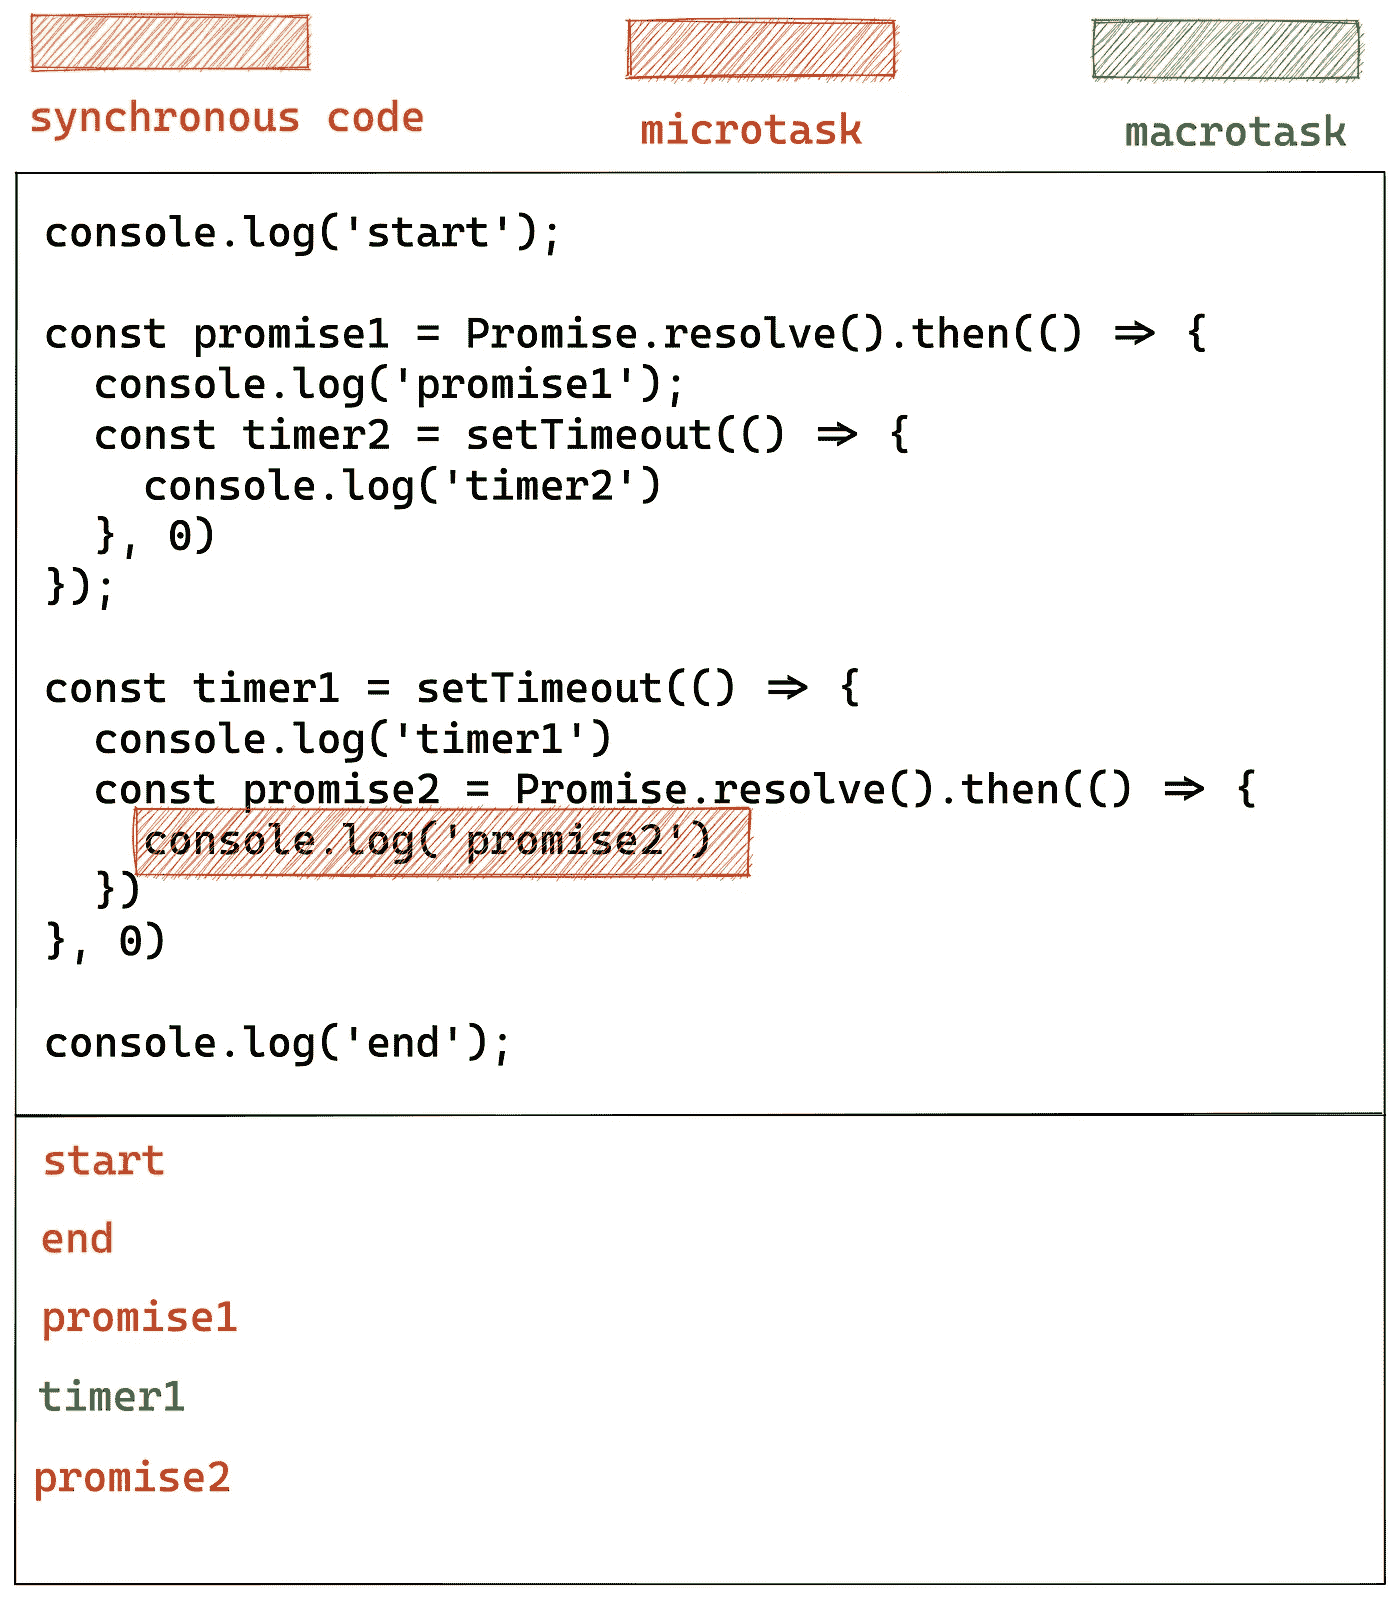 synchronous code
microtask
macrotask
console.log('start');
const promise1 = Promise.resolve().then(() => {
  console.log('promise1');
  const timer2 = setTimeout(() => {
    console.log('timer2')
  }, 0)
});
const timer1 = setTimeout(() => {
  console.log('timer1')
  const promise2 = Promise.resolve().then(() => {
    console.log('promise2')
  })
}, 0)
console.log('end');
start
end
promise1
timer1
promise2